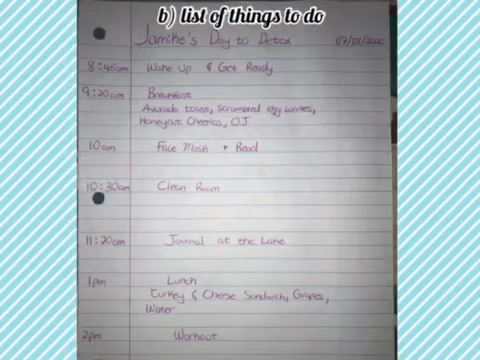 b) list of things to do
Jamike's Day to Detox 07/03/2020
8:45am Wake Up & Get Ready
9:20am Breakfast
Avocado toast, scrambled egg whites,
Honeynut Cheerios, OJ
10am Face Mask + Read
10:30am Clean Room
11:20am Journal at the Lake
1pm Lunch
Turkey & Cheese Sandwich, Grapes,
Water
2pm Workout